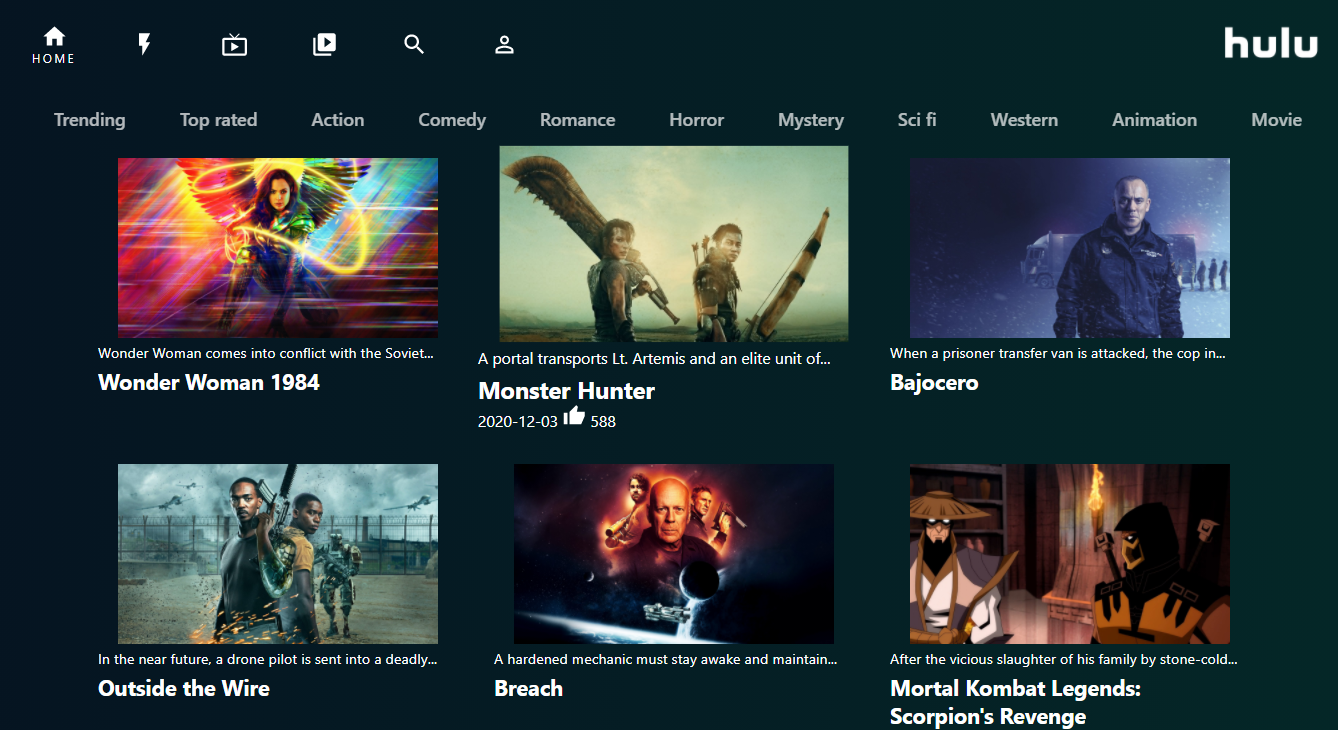 HOME
hulu
Trending Top rated Action Comedy Romance Horror Mystery Sci fi Western Animation Movie
Wonder Woman comes into conflict with the Soviet...
Wonder Woman 1984
A portal transports Lt. Artemis and an elite unit of...
Monster Hunter
2020-12-03 588
When a prisoner transfer van is attacked, the cop in...
Bajocero
In the near future, a drone pilot is sent into a deadly...
Outside the Wire
A hardened mechanic must stay awake and maintain...
Breach
After the vicious slaughter of his family by stone-cold...
Mortal Kombat Legends:
Scorpion's Revenge